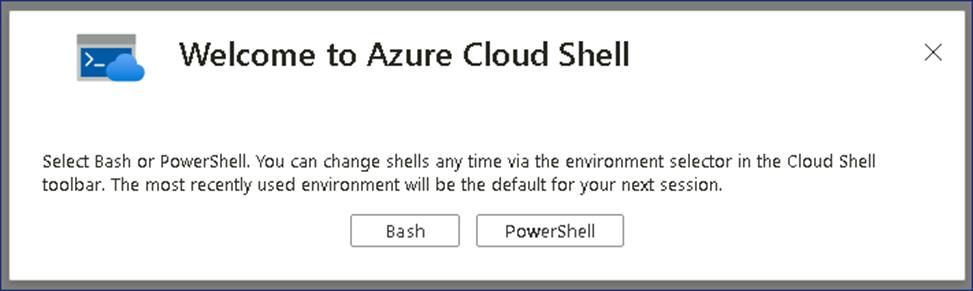 Welcome to Azure Cloud Shell
Select Bash or PowerShell. You can change shells any time via the environment selector in the Cloud Shell
toolbar. The most recently used environment will be the default for your next session.
Bash
PowerShell